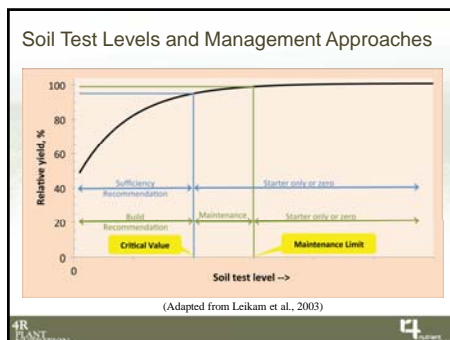 Soil Test Levels and Management Approaches
100
80
60
40
20
0
Relative yield, %
Sufficiency
Recommendation
Starter only or zero
Build
Recommendation
Maintenance
Starter only or zero
Critical Value
Maintenance Limit
0
Soil test level -->
(Adapted from Leikam et al., 2003)
4R
PLANT
NUTRITION